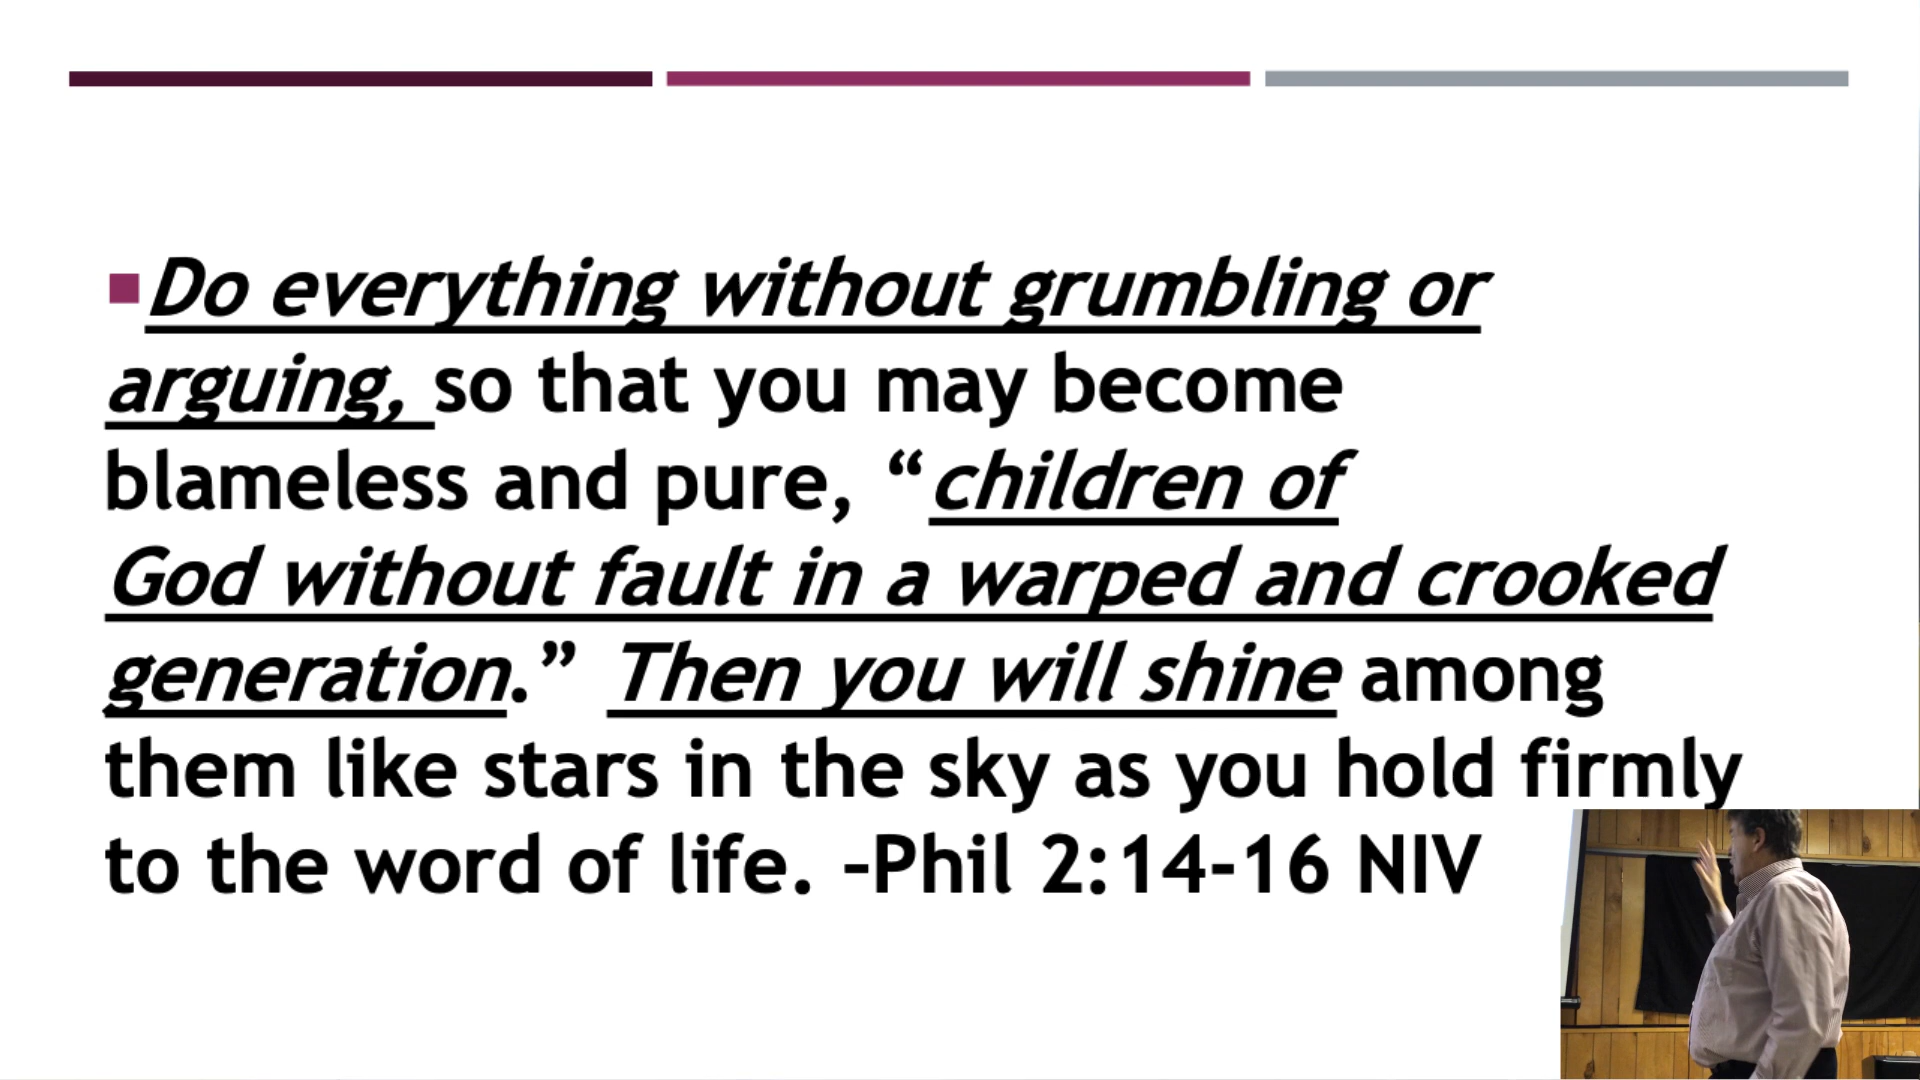 Do everything without grumbling or
arguing, so that you may become
blameless and pure, “children of
God without fault in a warped and crooked
generation.” Then you will shine among
them like stars in the sky as you hold firmly
to the word of life. –Phil 2:14-16 NIV